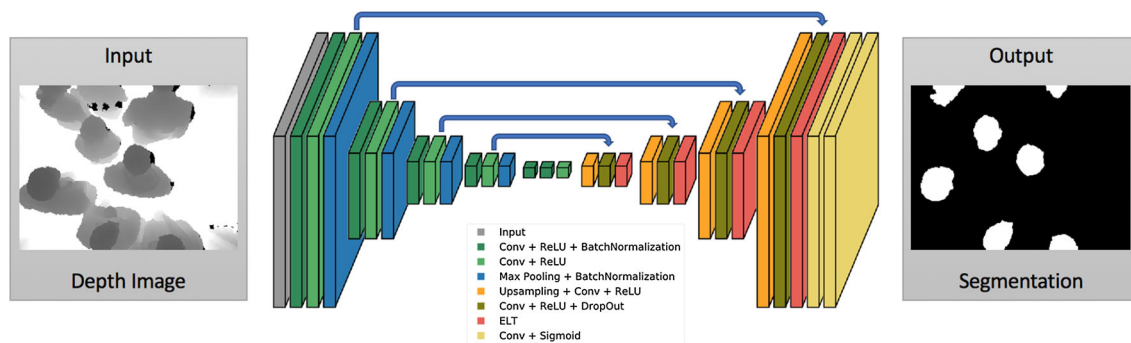 Input
Depth Image
Input
Conv + ReLU + BatchNormalization
Conv + ReLU
Max Pooling + BatchNormalization
Upsampling + Conv + ReLU
Conv + ReLU + DropOut
ELT
Conv + Sigmoid
Output
Segmentation